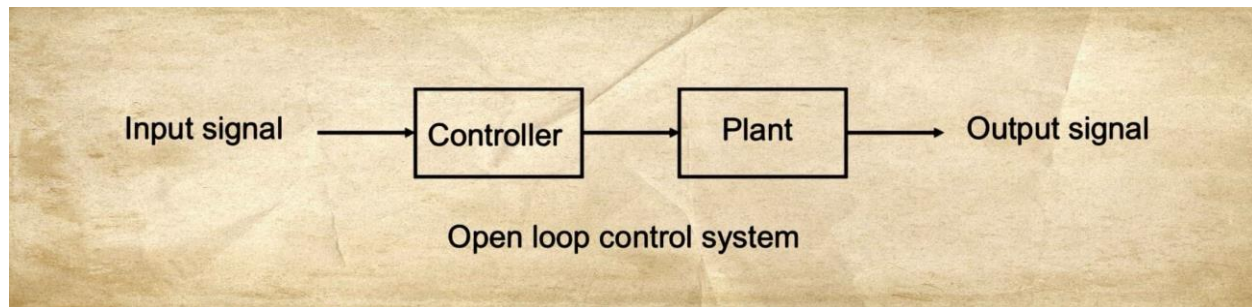 Input signal
Controller
Plant
Output signal
Open loop control system